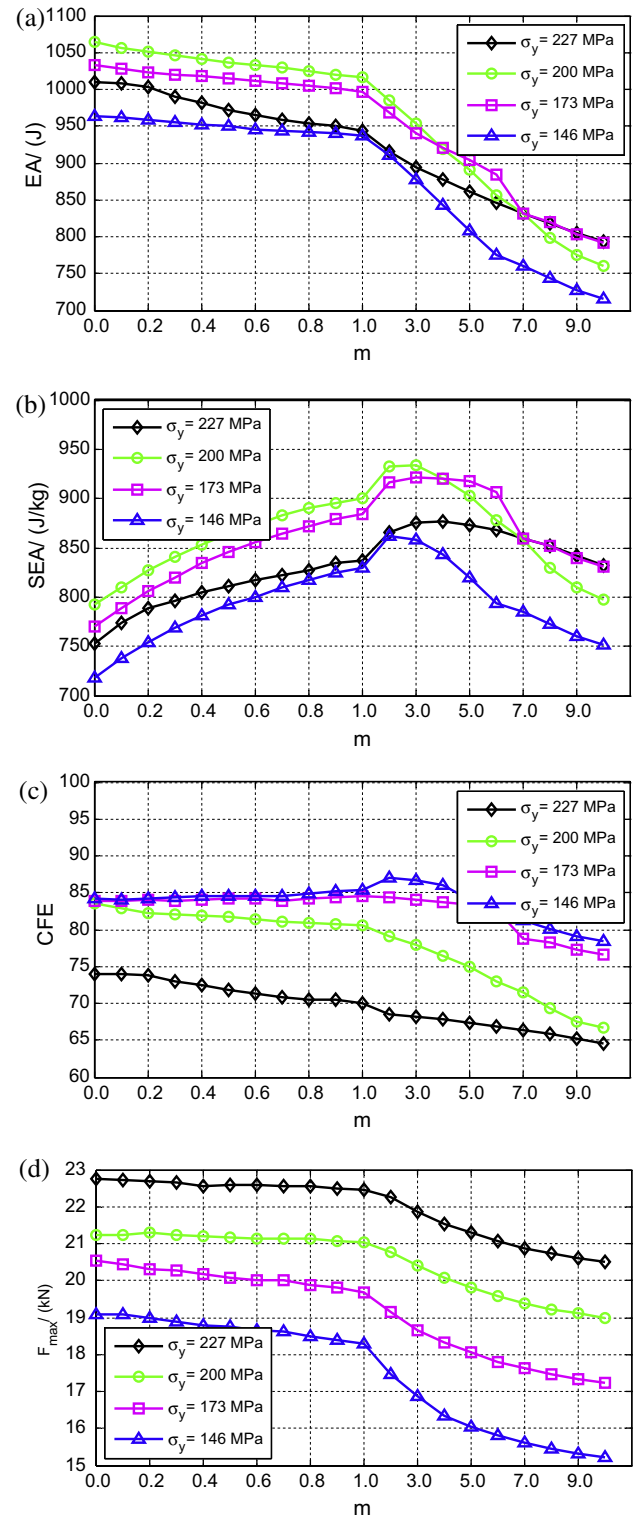 (a)
1100
1050
1000
950
900
850
800
750
700
EA/ (J)
σy= 227 MPa
σy= 200 MPa
σy= 173 MPa
σy= 146 MPa
0.0 0.2 0.4 0.6 0.8 1.0 3.0 5.0 7.0 9.0
m
(b)
1000
950
900
850
800
750
700
SEA/ (J/kg)
σy= 227 MPa
σy= 200 MPa
σy= 173 MPa
σy= 146 MPa
0.0 0.2 0.4 0.6 0.8 1.0 3.0 5.0 7.0 9.0
m
(c)
100
95
90
85
80
75
70
65
60
CFE
σy= 227 MPa
σy= 200 MPa
σy= 173 MPa
σy= 146 MPa
0.0 0.2 0.4 0.6 0.8 1.0 3.0 5.0 7.0 9.0
m
(d)
23
22
21
20
19
18
17
16
15
Fmax/ (kN)
σy= 227 MPa
σy= 200 MPa
σy= 173 MPa
σy= 146 MPa
0.0 0.2 0.4 0.6 0.8 1.0 3.0 5.0 7.0 9.0
m